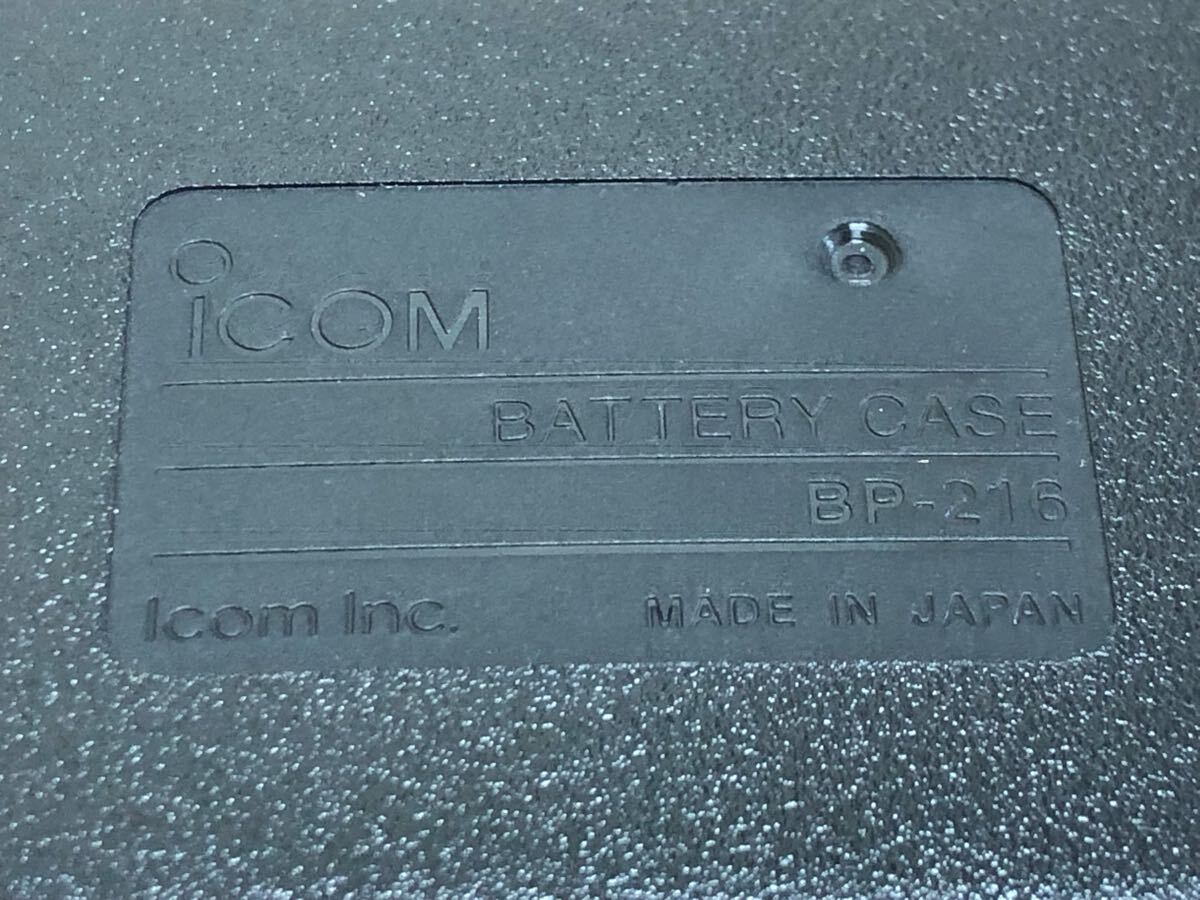 iCOM
BATTERY CASE
BP-216
Icom Inc. MADE IN JAPAN